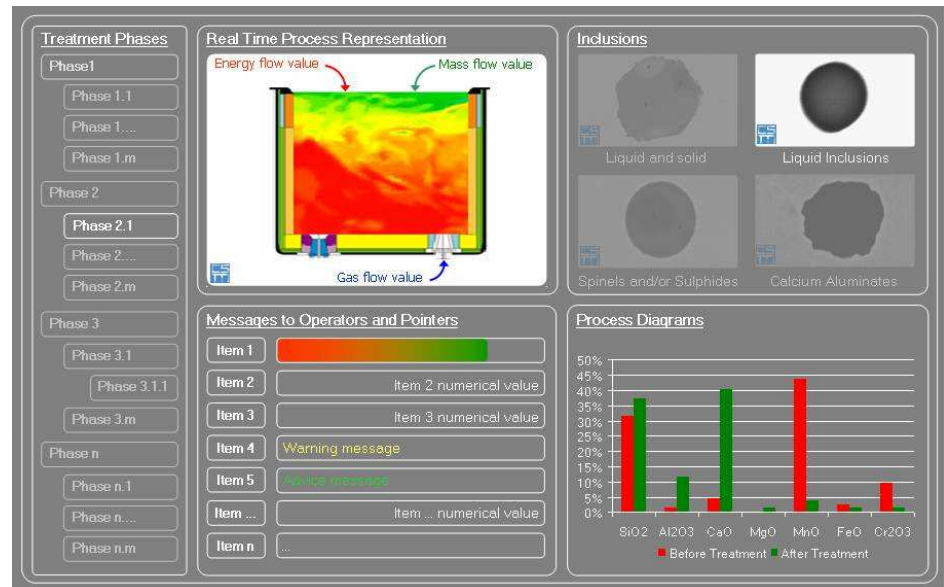 Treatment Phases
Phase1
Phase 1.1
Phase 1....
Phase 1.m
Phase 2
Phase 2.1
Phase 2....
Phase 2.m
Phase 3
Phase 3.1
Phase 3.1.1
Phase 3.m
Phase n
Phase n.1
Phase n....
Phase n.m
Real Time Process Representation
Energy flow value
Mass flow value
Gas flow value
Inclusions
Liquid and solid
Liquid Inclusions
Spinels and/or Sulphides
Calcium Aluminates
Messages to Operators and Pointers
Item 1
Item 2
Item 2 numerical value
Item 3
Item 3 numerical value
Item 4
Warning message
Item 5
Advice message
Item ...
Item ... numerical value
Item n
...
Process Diagrams
50%
45%
40%
35%
30%
25%
20%
15%
10%
5%
0%
SiO2 Al2O3 CaO MgO MnO FeO Cr2O3
Before Treatment After Treatment